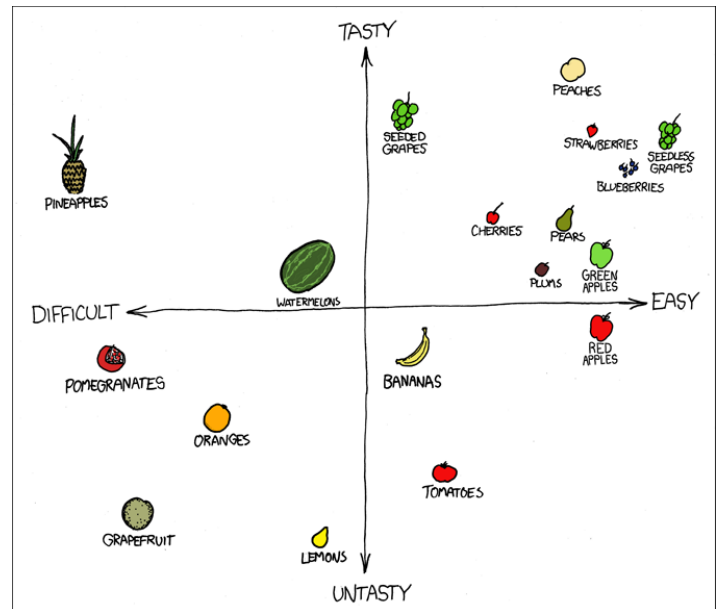 TASTY
PEACHES
SEEDED
GRAPES
STRAWBERRIES
SEEDLESS
GRAPES
BLUEBERRIES
PINEAPPLES
CHERRIES
PEARS
GREEN
APPLES
PLUMS
WATERMELONS
DIFFICULT
EASY
RED
APPLES
POMEGRANATES
BANANAS
ORANGES
TOMATOES
GRAPEFRUIT
LEMONS
UNTASTY